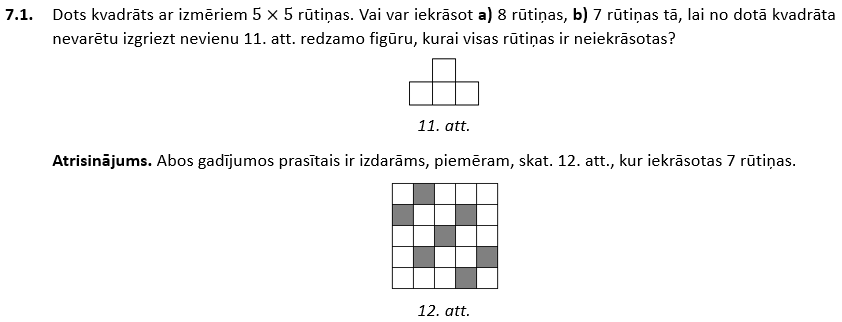 7.1. Dots kvadrāts ar izmēriem 5 × 5 rūtiņas. Vai var iekrāsot a) 8 rūtiņas, b) 7 rūtiņas tā, lai no dotā kvadrāta
nevarētu izgriezt nevienu 11. att. redzamo figūru, kurai visas rūtiņas ir neiekrāsotas?
11. att.
Atrisinājums. Abos gadījumos prasītais ir izdarāms, piemēram, skat. 12. att., kur iekrāsotas 7 rūtiņas.
12. att.